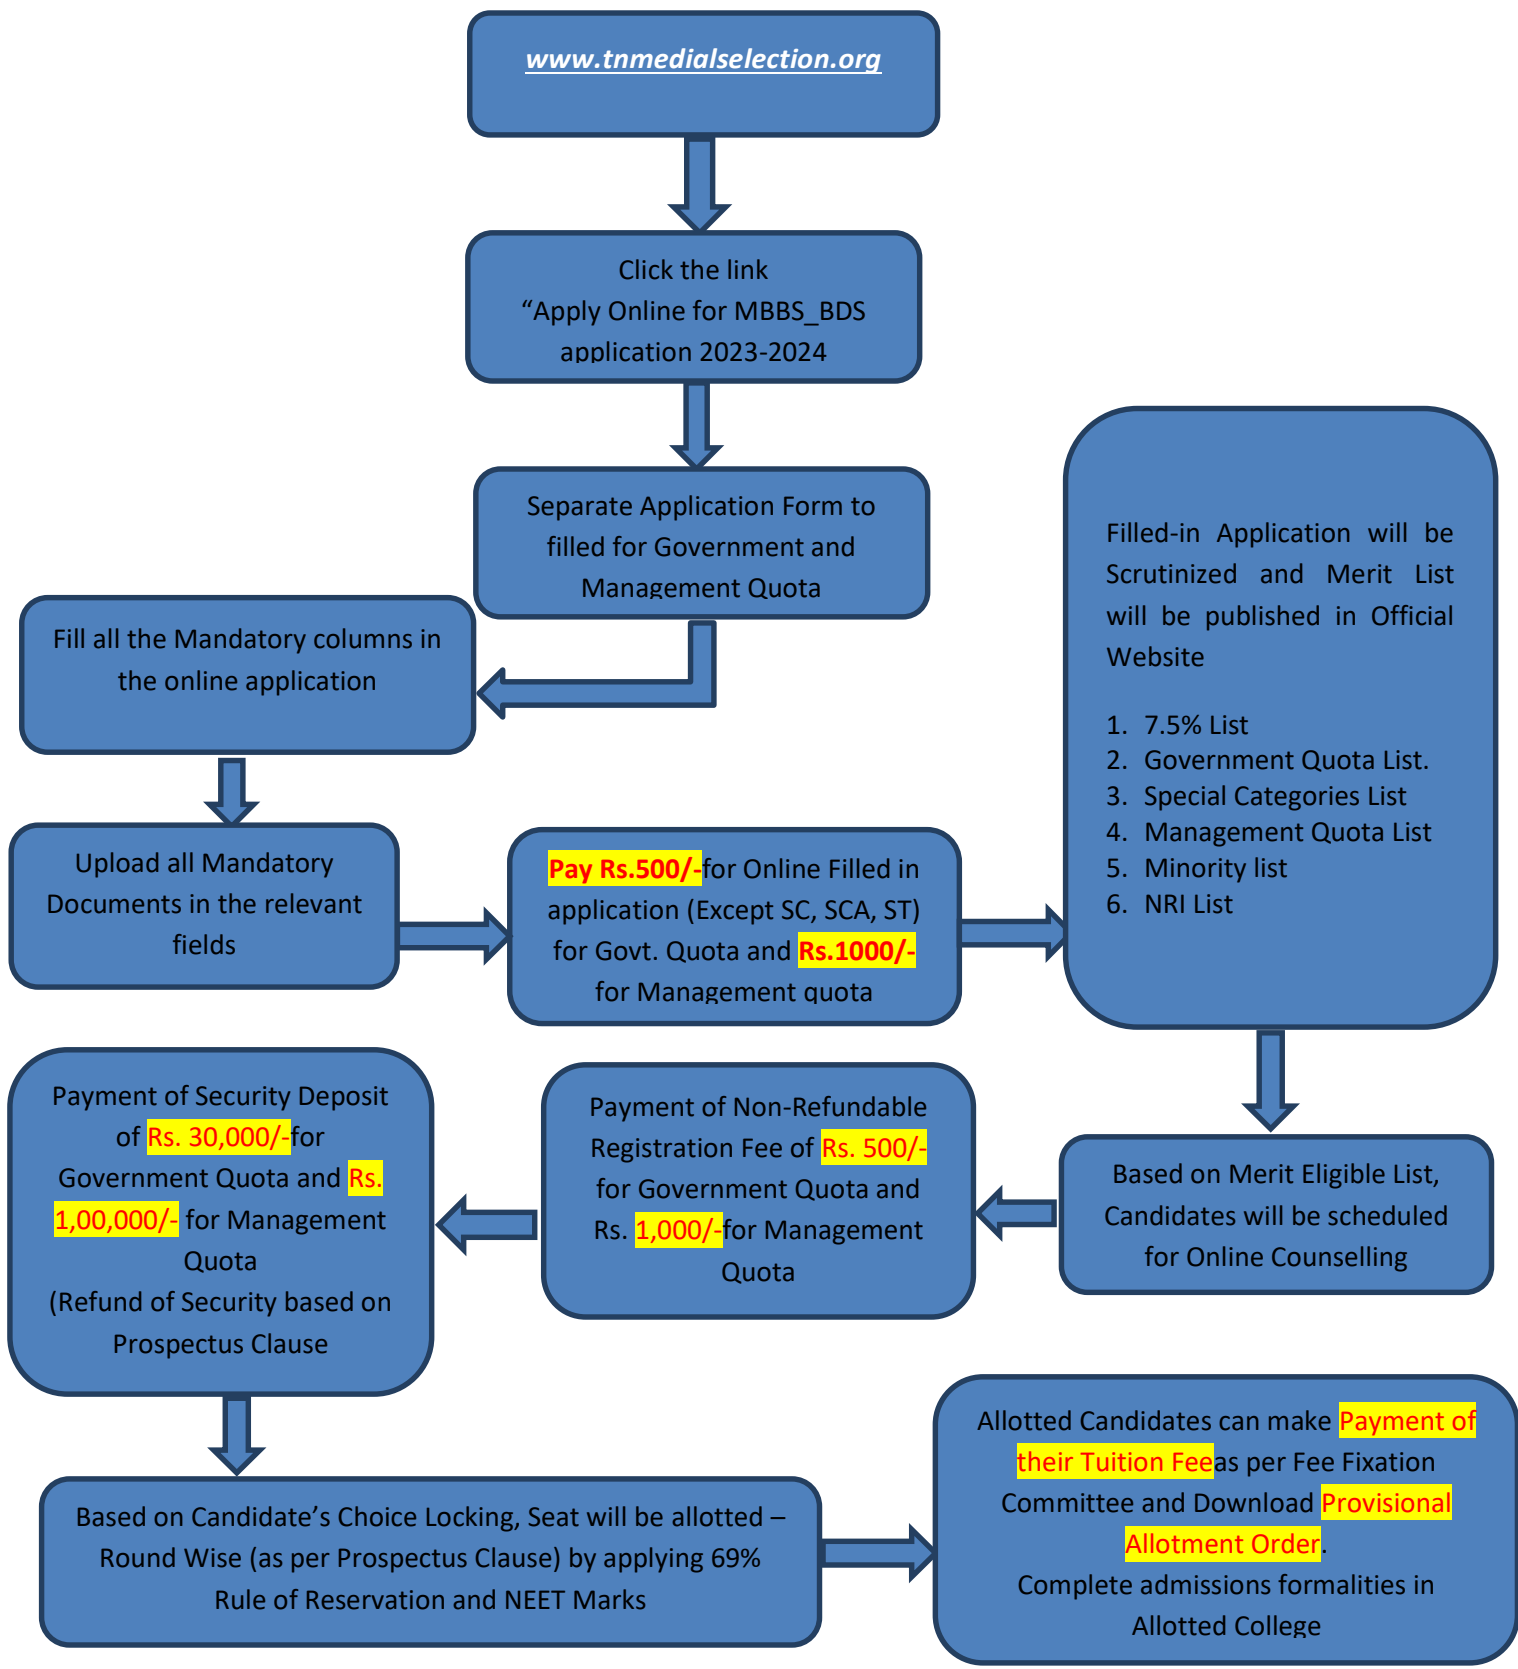 www.tnmedialselection.org
Click the link
“Apply Online for MBBS_BDS
application 2023-2024
Separate Application Form to
filled for Government and
Management Quota
Fill all the Mandatory columns in
the online application
Upload all Mandatory
Documents in the relevant
fields
Pay Rs.500/-for Online Filled in
application (Except SC, SCA, ST)
for Govt. Quota and Rs.1000/-
for Management quota
Filled-in Application will be
Scrutinized and Merit List
will be published in Official
Website
1. 7.5% List
2. Government Quota List.
3. Special Categories List
4. Management Quota List
5. Minority list
6. NRI List
Based on Merit Eligible List,
Candidates will be scheduled
for Online Counselling
Payment of Non-Refundable
Registration Fee of Rs. 500/-
for Government Quota and
Rs. 1,000/-for Management
Quota
Payment of Security Deposit
of Rs. 30,000/-for
Government Quota and Rs.
1,00,000/- for Management
Quota
(Refund of Security based on
Prospectus Clause
Based on Candidate’s Choice Locking, Seat will be allotted –
Round Wise (as per Prospectus Clause) by applying 69%
Rule of Reservation and NEET Marks
Allotted Candidates can make Payment of
their Tuition Feeas per Fee Fixation
Committee and Download Provisional
Allotment Order.
Complete admissions formalities in
Allotted College